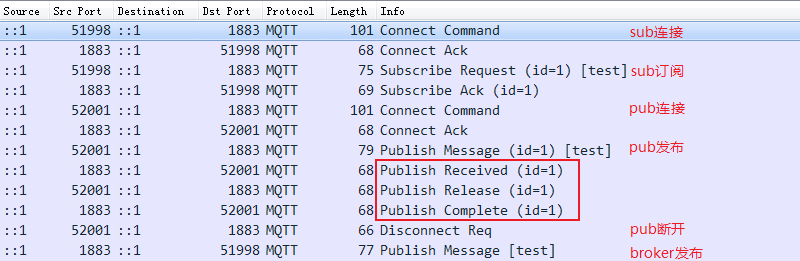 Source Src Port Destination Dst Port Protocol Length Info
::1 51998 ::1 1883 MQTT 101 Connect Command sub连接
::1 1883 ::1 51998 MQTT 68 Connect Ack
::1 51998 ::1 1883 MQTT 75 Subscribe Request (id=1) [test] sub订阅
::1 1883 ::1 51998 MQTT 69 Subscribe Ack (id=1)
::1 52001 ::1 1883 MQTT 101 Connect Command pub连接
::1 1883 ::1 52001 MQTT 68 Connect Ack
::1 52001 ::1 1883 MQTT 79 Publish Message (id=1) [test] pub发布
::1 1883 ::1 52001 MQTT 68 Publish Received (id=1)
::1 52001 ::1 1883 MQTT 68 Publish Release (id=1)
::1 1883 ::1 52001 MQTT 68 Publish Complete (id=1)
::1 52001 ::1 1883 MQTT 66 Disconnect Req pub断开
::1 1883 ::1 51998 MQTT 77 Publish Message [test] broker发布